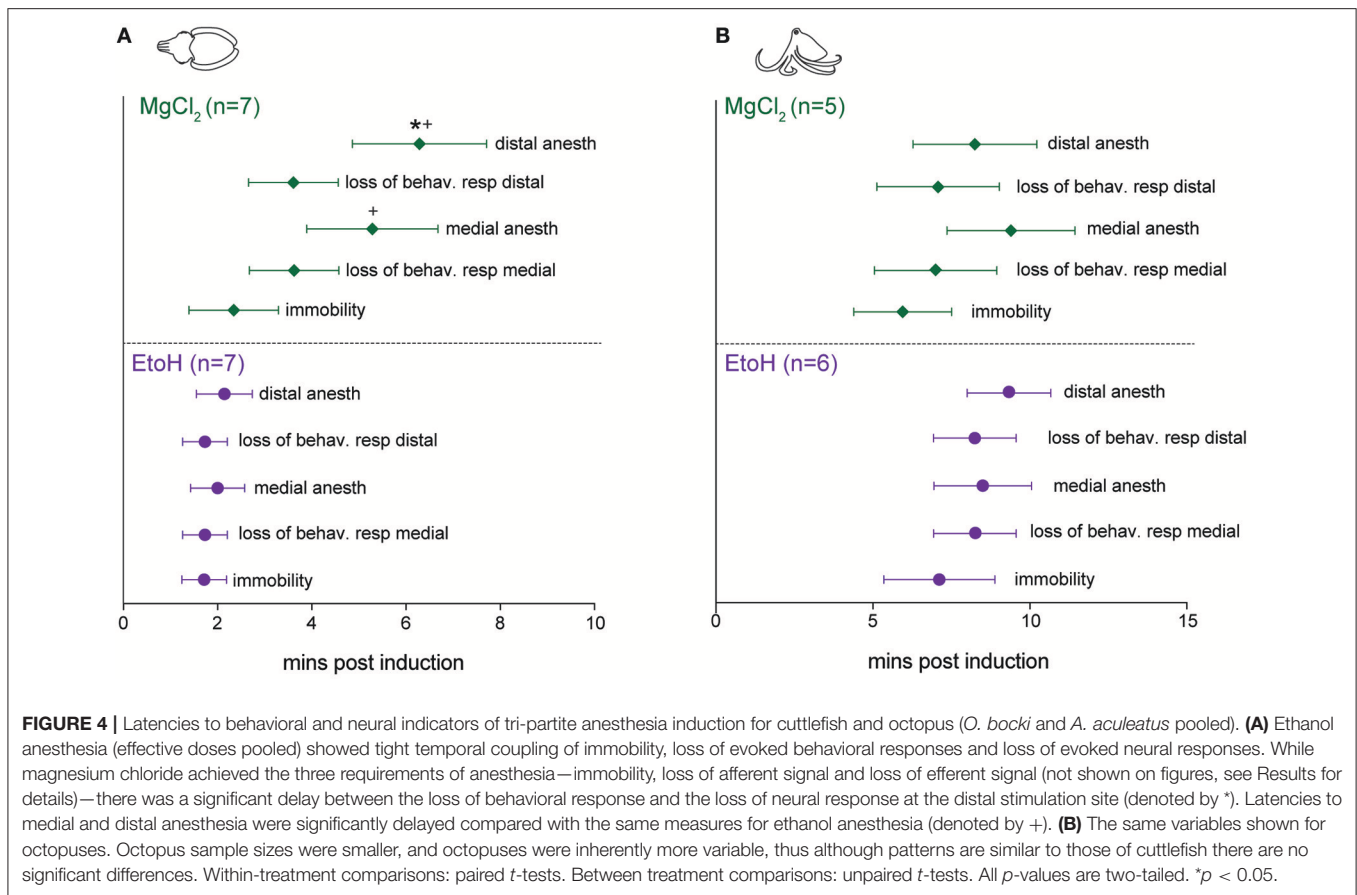 A
MgCl2 (n=7)
*+
distal anesth
loss of behav. resp distal
+
medial anesth
loss of behav. resp medial
immobility
EtoH (n=7)
distal anesth
loss of behav. resp distal
medial anesth
loss of behav. resp medial
immobility
0 2 4 6 8 10
mins post induction
B
MgCl2 (n=5)
distal anesth
loss of behav. resp distal
medial anesth
loss of behav. resp medial
immobility
EtoH (n=6)
distal anesth
loss of behav. resp distal
medial anesth
loss of behav. resp medial
immobility
0 5 10 15
mins post induction
FIGURE 4 | Latencies to behavioral and neural indicators of tri-partite anesthesia induction for cuttlefish and octopus (O. bocki and A. aculeatus pooled). (A) Ethanol
anesthesia (effective doses pooled) showed tight temporal coupling of immobility, loss of evoked behavioral responses and loss of evoked neural responses. While
magnesium chloride achieved the three requirements of anesthesia—immobility, loss of afferent signal and loss of efferent signal (not shown on figures, see Results for
details)—there was a significant delay between the loss of behavioral response and the loss of neural response at the distal stimulation site (denoted by *). Latencies to
medial and distal anesthesia were significantly delayed compared with the same measures for ethanol anesthesia (denoted by +). (B) The same variables shown for
octopuses. Octopus sample sizes were smaller, and octopuses were inherently more variable, thus although patterns are similar to those of cuttlefish there are no
significant differences. Within-treatment comparisons: paired t-tests. Between treatment comparisons: unpaired t-tests. All p-values are two-tailed. *p < 0.05.